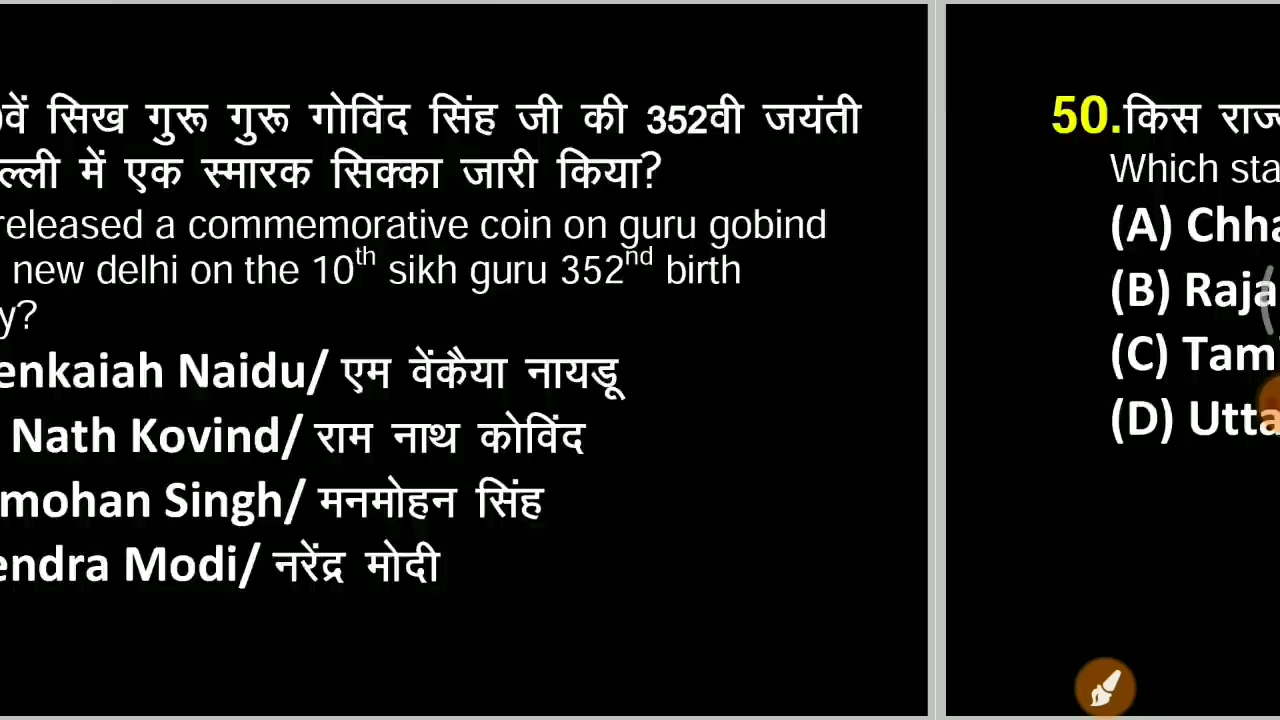 वें सिख गुरू गुरू गोविंद सिंह जी की 352वी जयंती
ल्ली में एक स्मारक सिक्का जारी किया?
released a commemorative coin on guru gobind
new delhi on the 10th sikh guru 352nd birth
y?
enkaiah Naidu/ एम वेंकैया नायडू
Nath Kovind/ राम नाथ कोविंद
mohan Singh/ मनमोहन सिंह
endra Modi/ नरेंद्र मोदी
50.किस राज्
Which sta
(A) Chha
(B) Raja
(C) Tami
(D) Utta